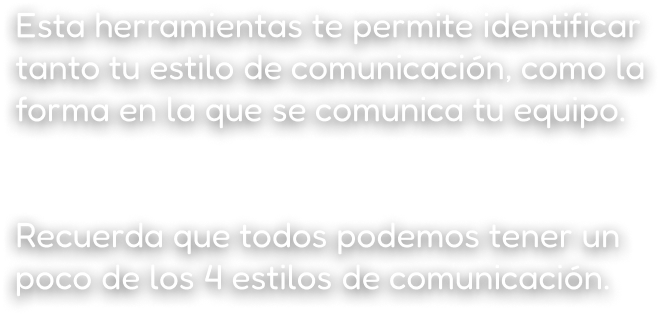 Esta herramientas te permite identificar
tanto tu estilo de comunicación, como la
forma en la que se comunica tu equipo.
Recuerda que todos podemos tener un
poco de los 4 estilos de comunicación.